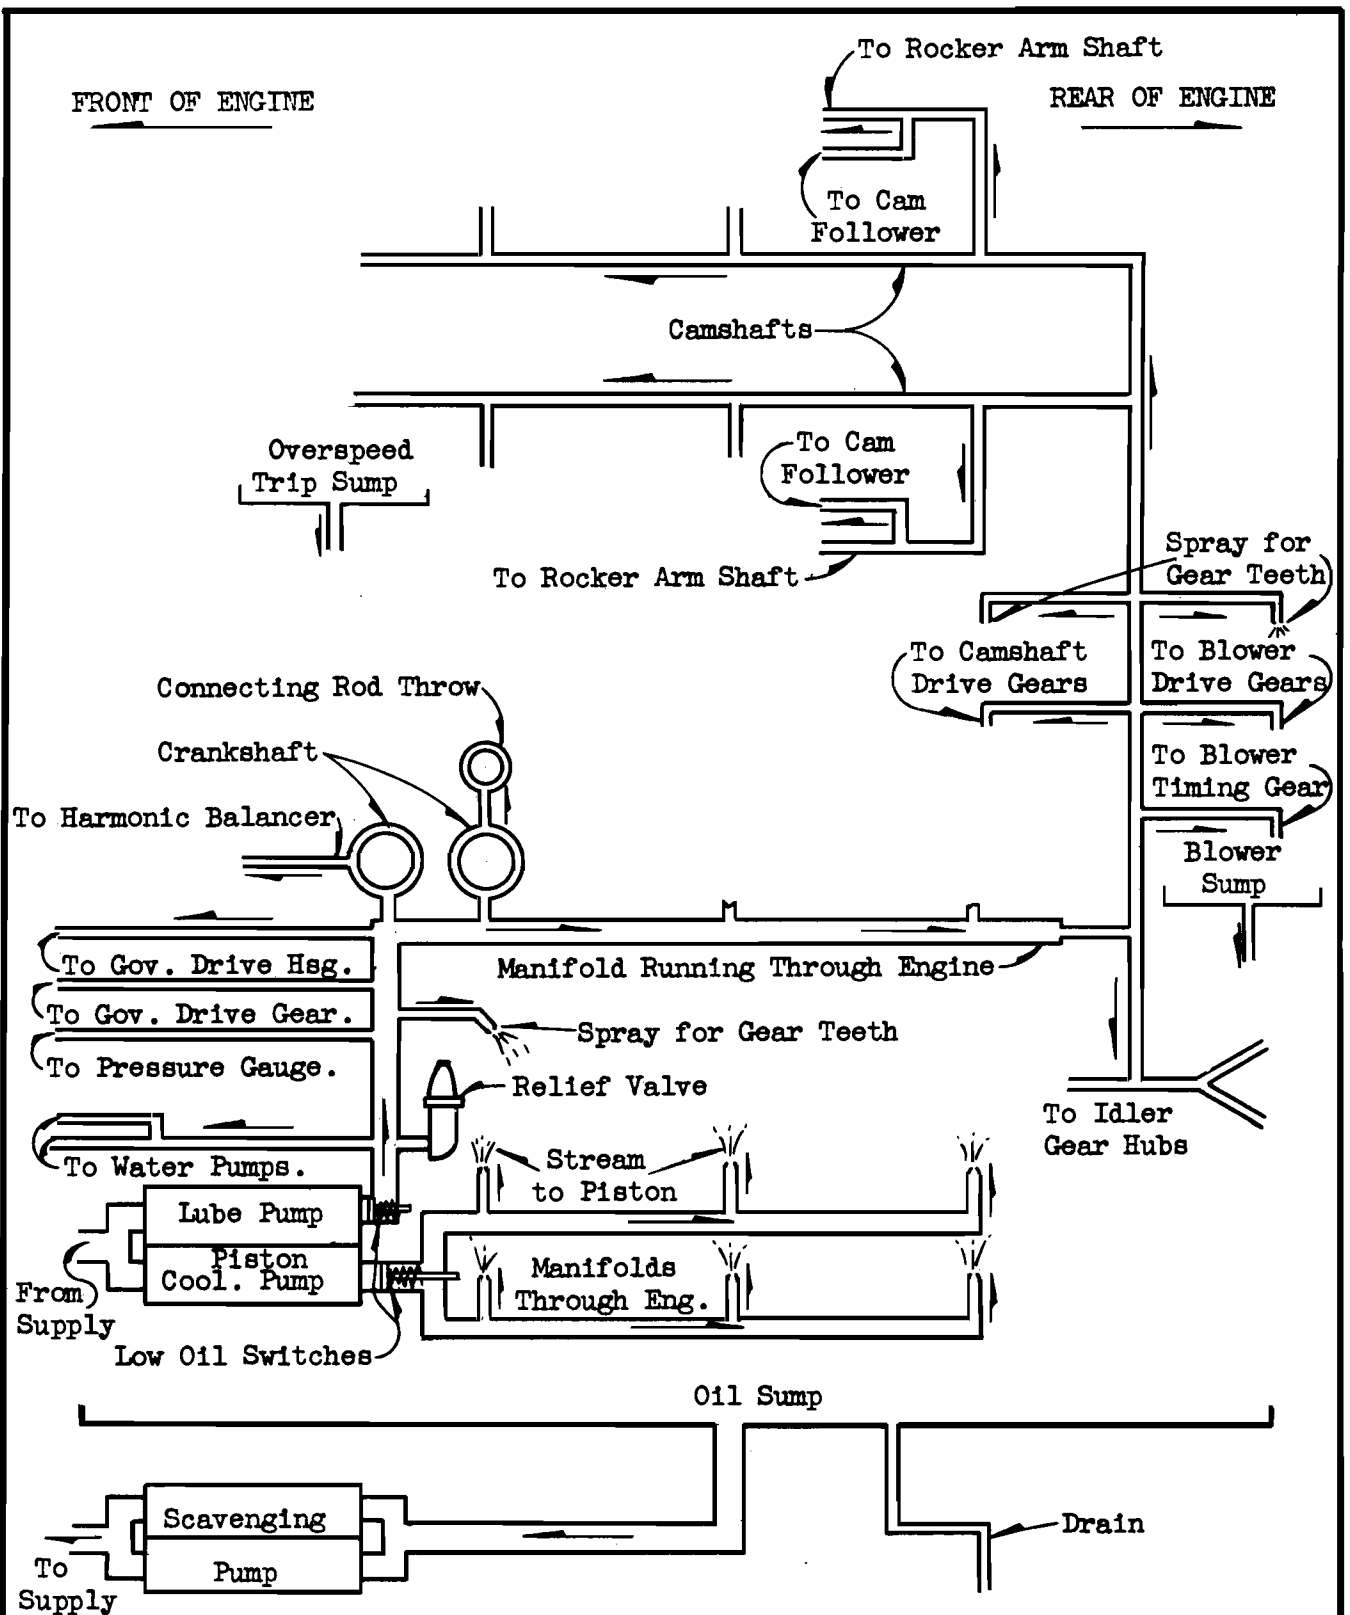 To Rocker Arm Shaft
FRONT OF ENGINE
REAR OF ENGINE
To Cam
Follower
Camshafts
Overspeed
Trip Sump
To Cam
Follower
To Rocker Arm Shaft
Spray for
Gear Teeth
To Camshaft
Drive Gears
To Blower
Drive Gears
Connecting Rod Throw
Crankshaft
To Blower
Timing Gear
To Harmonic Balancer
Blower
Sump
To Gov. Drive Hsg.
Manifold Running Through Engine
To Gov. Drive Gear.
Spray for Gear Teeth
To Pressure Gauge.
Relief Valve
To Idler
Gear Hubs
To Water Pumps.
Stream
to Piston
Lube Pump
Piston
Cool. Pump
Manifolds
Through Eng.
From
Supply
Low Oil Switches
Oil Sump
Scavenging
Pump
Drain
To
Supply